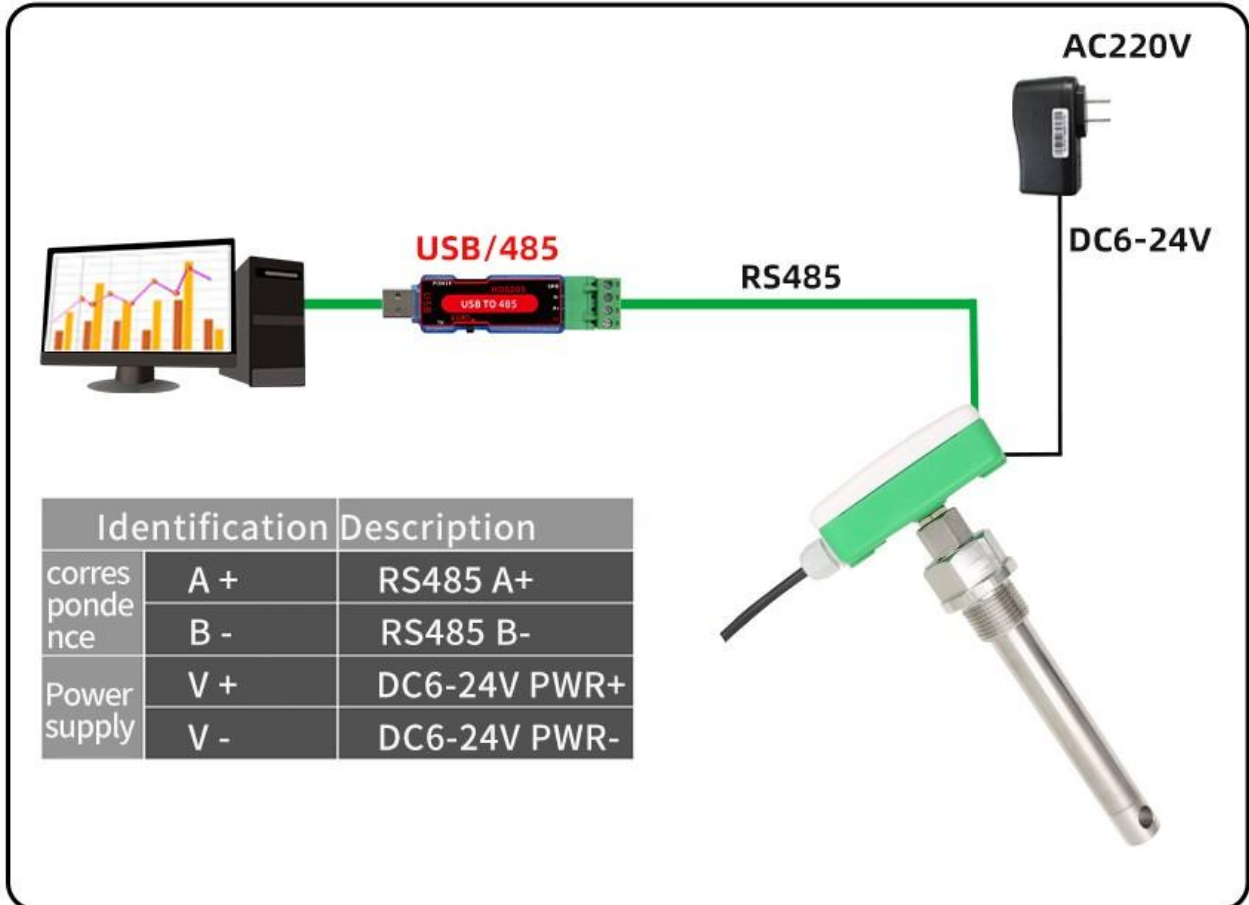 AC220V
DC6-24V
USB/485
RS485
USB TO 485
USB
Identification Description
corres
ponde
nce
A + RS485 A+
B - RS485 B-
Power
supply
V + DC6-24V PWR+
V - DC6-24V PWR-